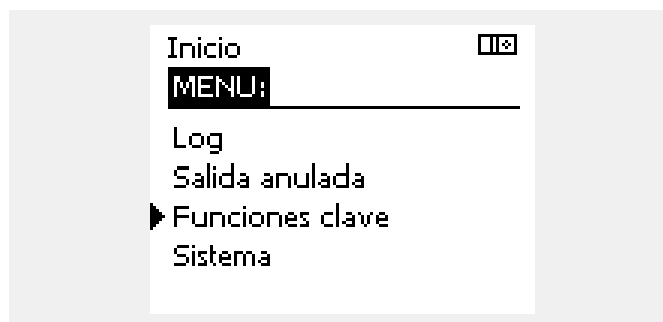 Inicio
MENU:
Log
Salida anulada
Funciones clave
Sistema